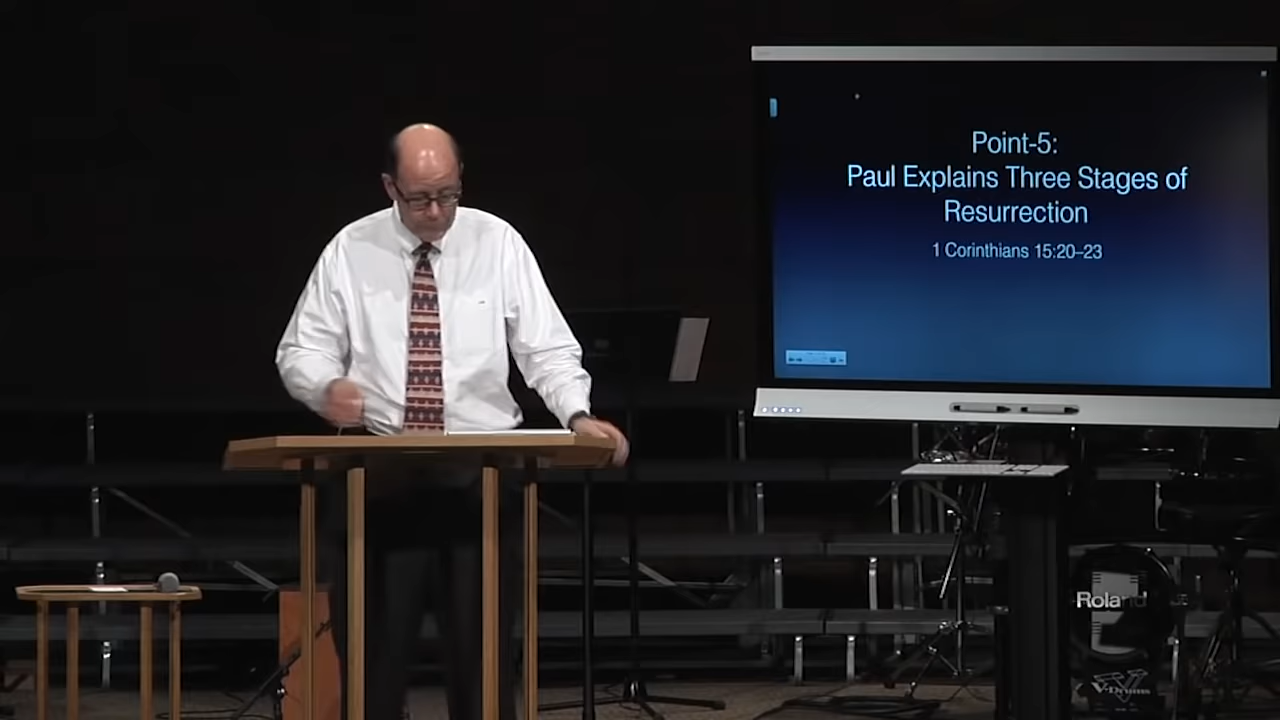 Point-5:
Paul Explains Three Stages of
Resurrection
1 Corinthians 15:20–23
Roland
V-Drums